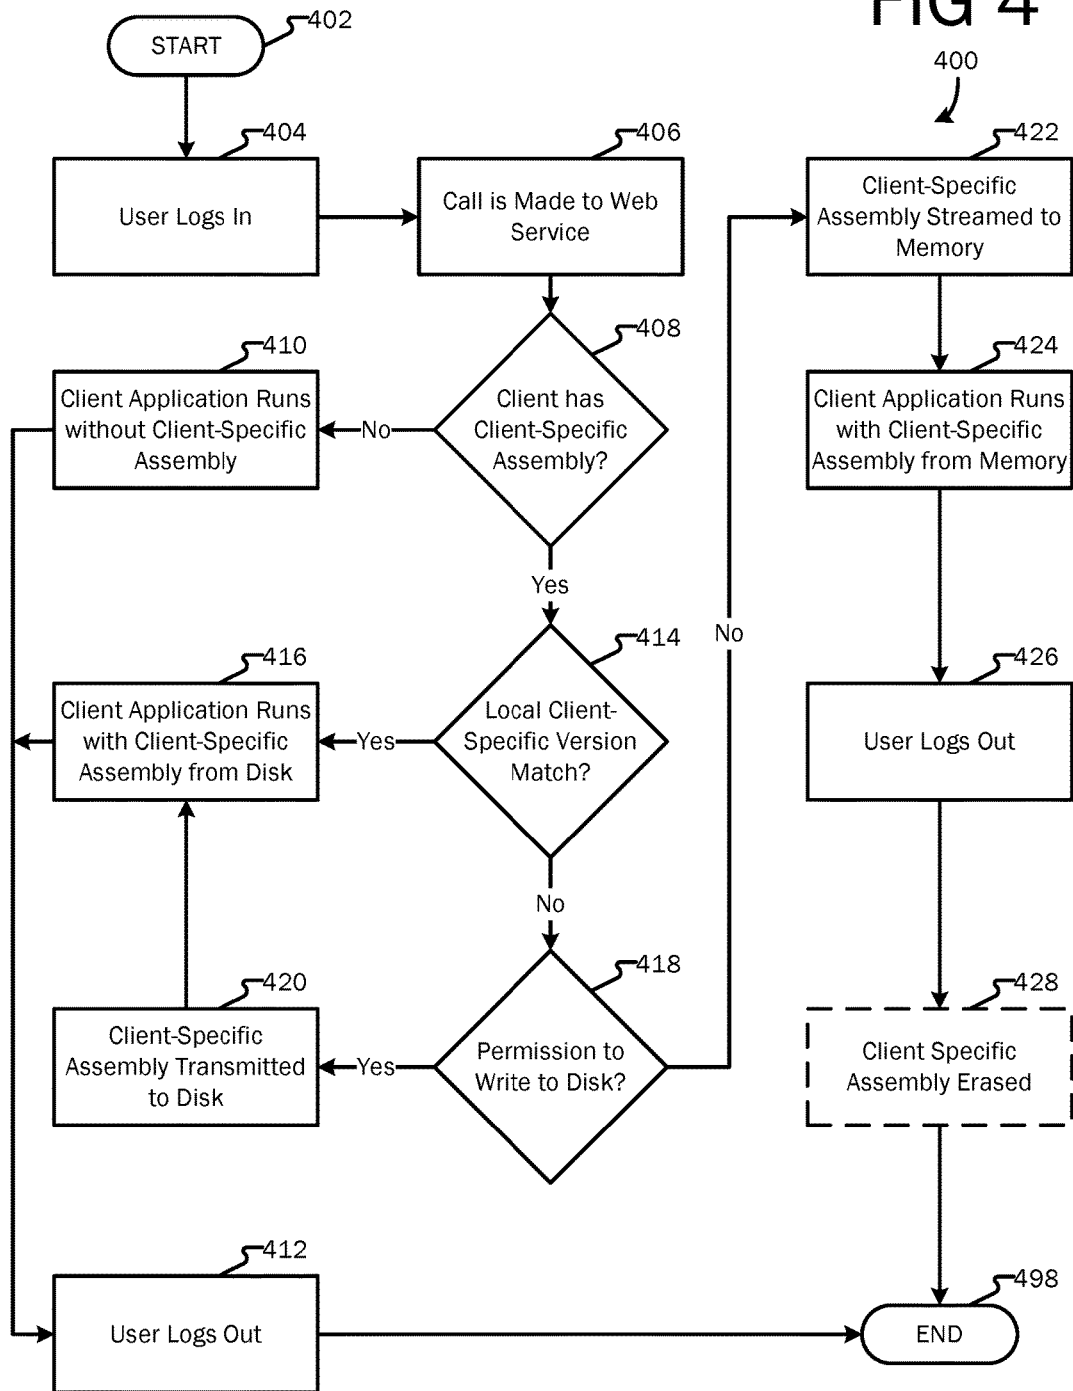 FIG 4
400
402
START
404
User Logs In
406
Call is Made to Web
Service
422
Client-Specific
Assembly Streamed to
Memory
408
Client has
Client-Specific
Assembly?
410
Client Application Runs
without Client-Specific
Assembly
No
424
Client Application Runs
with Client-Specific
Assembly from Memory
Yes
414
Local Client-
Specific Version
Match?
No
416
Client Application Runs
with Client-Specific
Assembly from Disk
Yes
426
User Logs Out
No
418
Permission to
Write to Disk?
420
Client-Specific
Assembly Transmitted
to Disk
Yes
428
Client Specific
Assembly Erased
412
User Logs Out
498
END